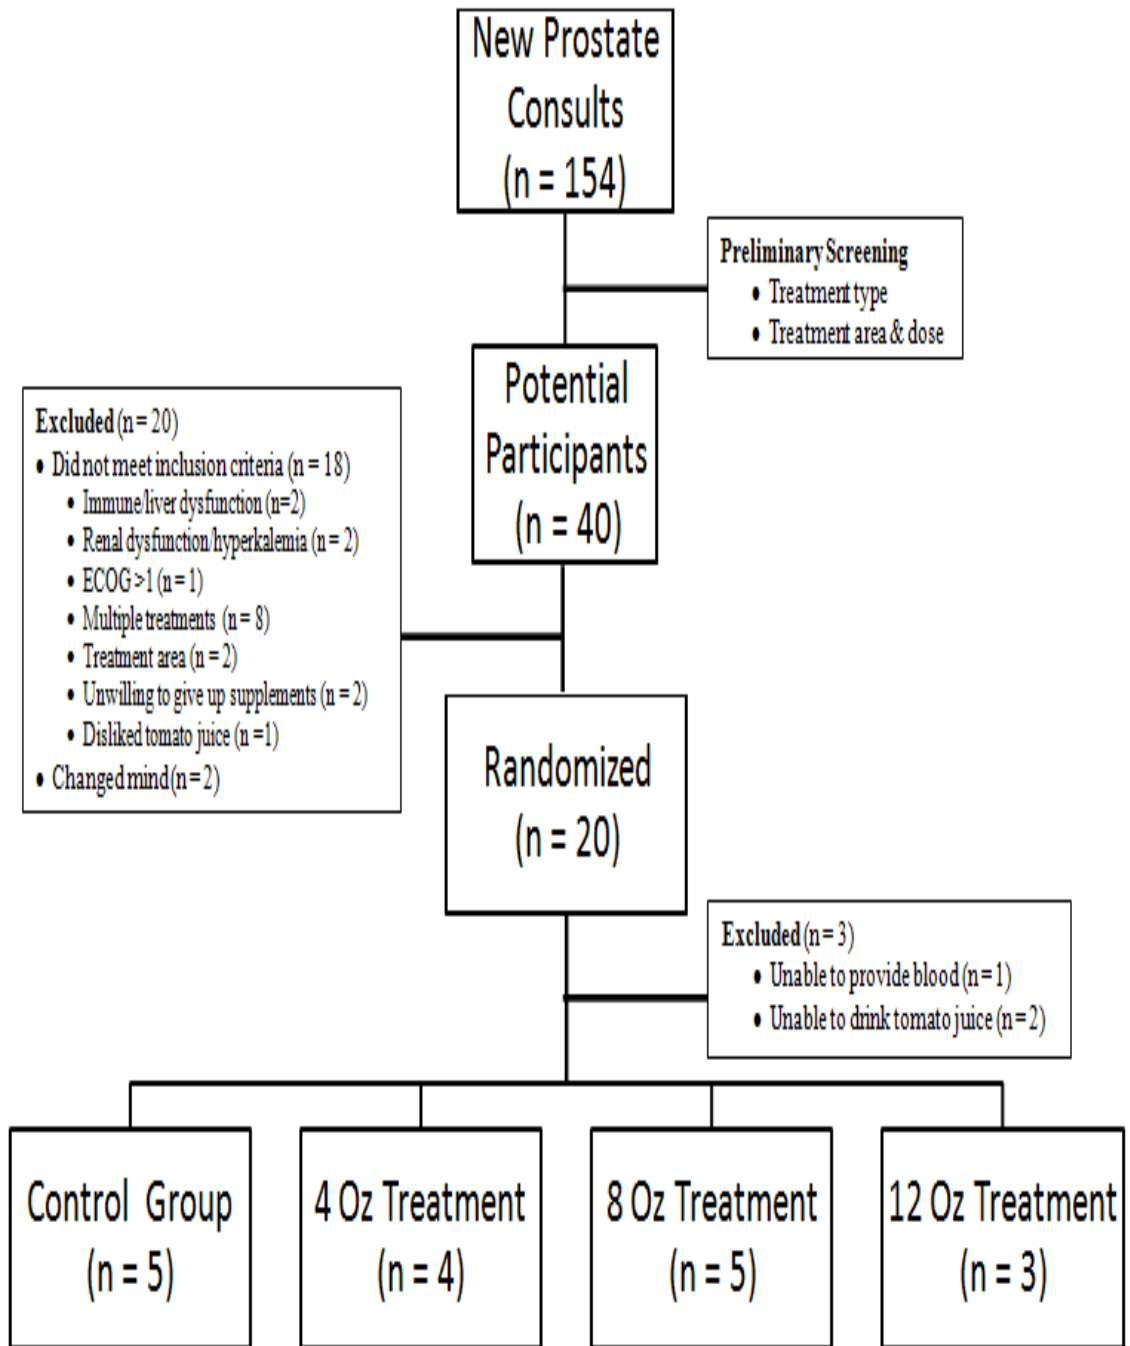 New Prostate
Consults
(n = 154)
Preliminary Screening
• Treatment type
• Treatment area & dose
Potential
Participants
(n = 40)
Excluded (n = 20)
• Did not meet inclusion criteria (n = 18)
• Immune/liver dysfunction (n=2)
• Renal dysfunction/hyperkalemia (n = 2)
• ECOG >1 (n = 1)
• Multiple treatments (n = 8)
• Treatment area (n = 2)
• Unwilling to give up supplements (n = 2)
• Disliked tomato juice (n =1)
• Changed mind (n = 2)
Randomized
(n = 20)
Excluded (n = 3)
• Unable to provide blood (n = 1)
• Unable to drink tomato juice (n = 2)
Control Group
(n = 5)
4 Oz Treatment
(n = 4)
8 Oz Treatment
(n = 5)
12 Oz Treatment
(n = 3)